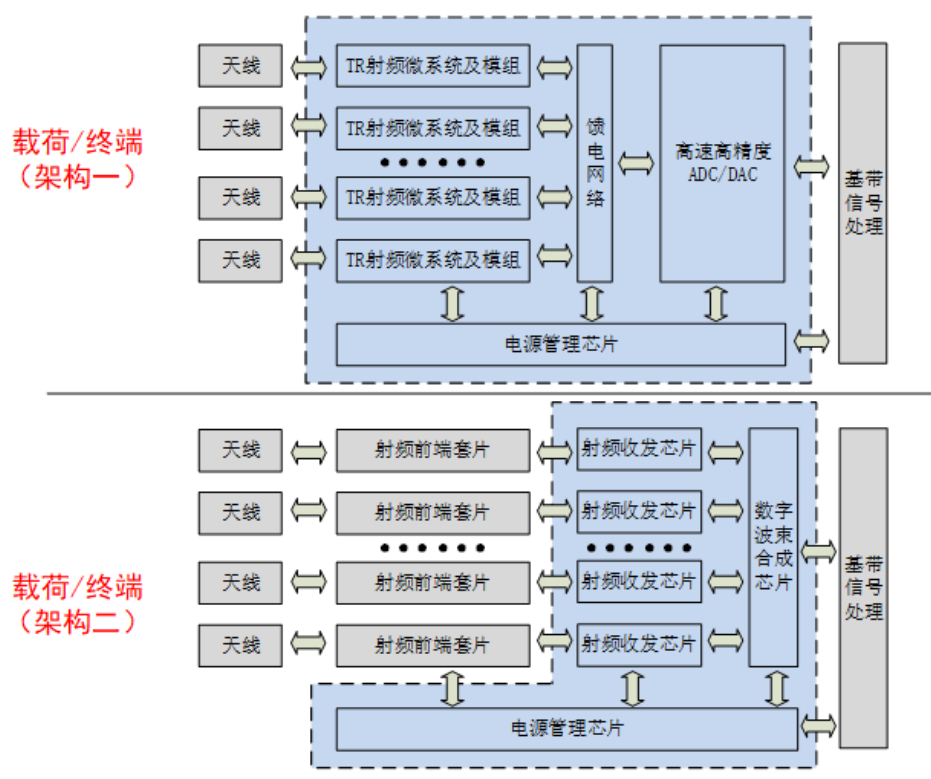 载荷/终端
（架构一）
天线
TR射频微系统及模组
天线
TR射频微系统及模组
天线
TR射频微系统及模组
天线
TR射频微系统及模组
馈
电
网
络
高速高精度
ADC/DAC
基带
信号
处理
电源管理芯片
载荷/终端
（架构二）
天线
射频前端套片
射频收发芯片
天线
射频前端套片
射频收发芯片
天线
射频前端套片
射频收发芯片
天线
射频前端套片
射频收发芯片
数字
波束
合成
芯片
基带
信号
处理
电源管理芯片